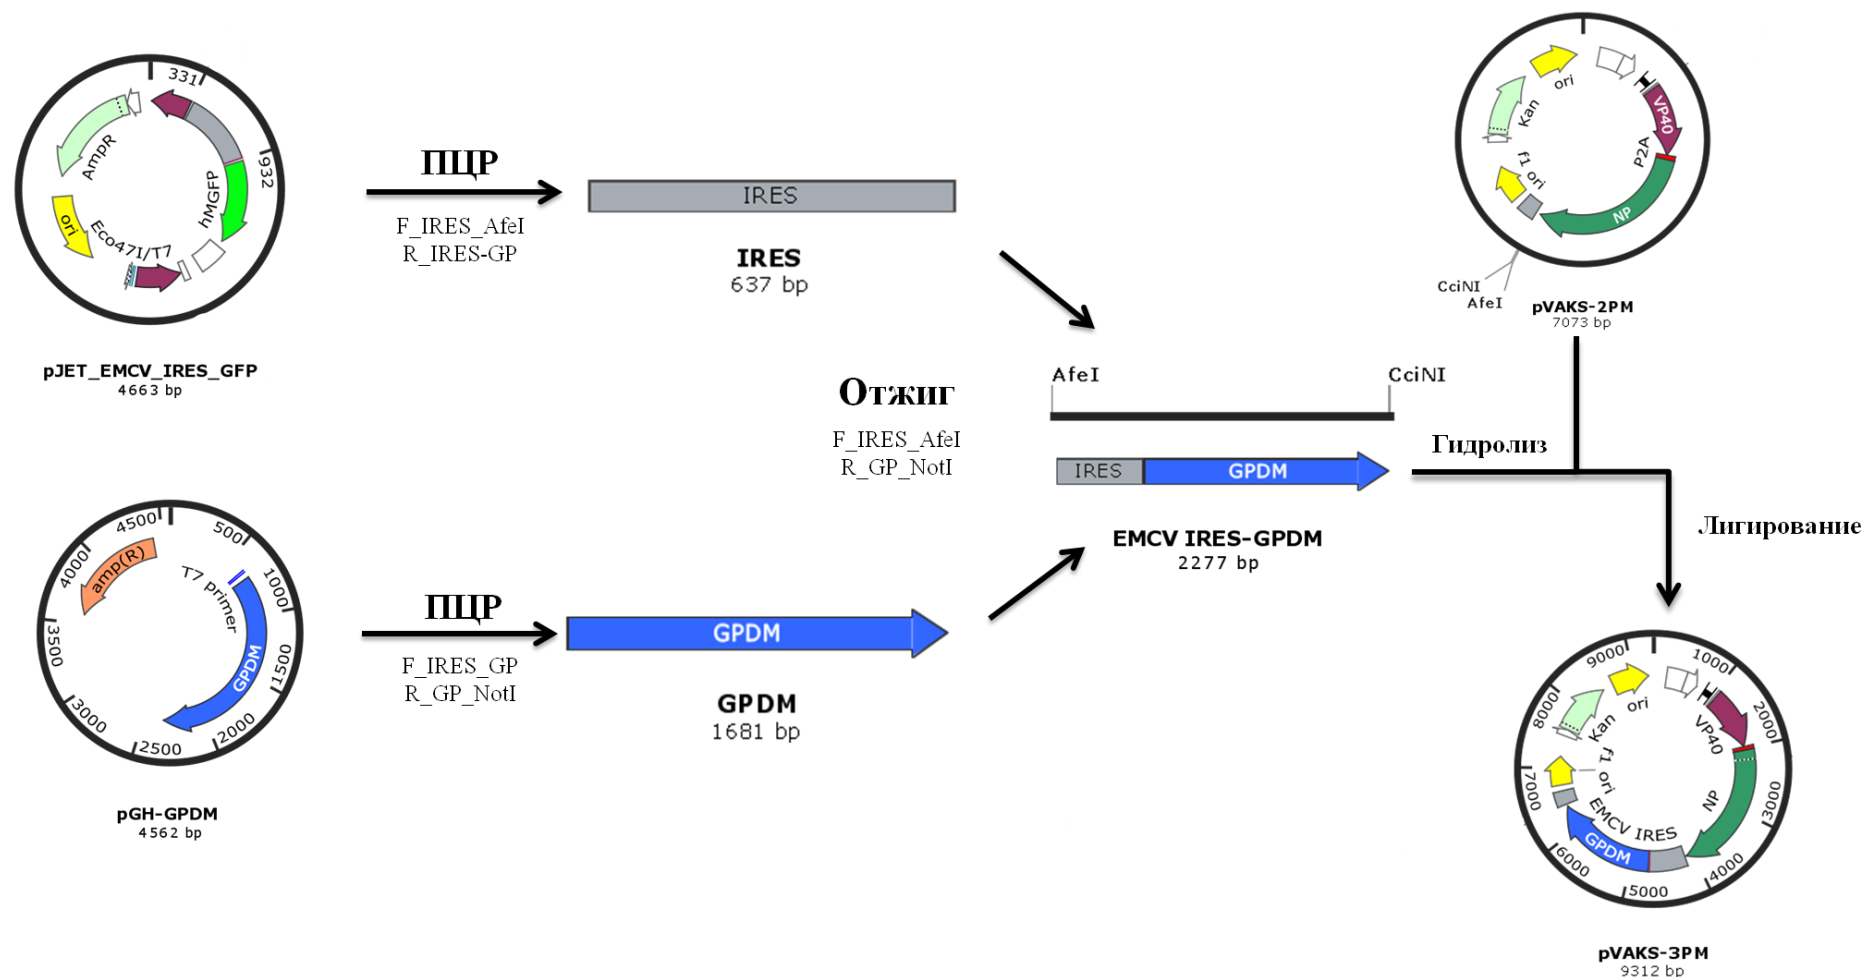 331
932
AmpR
hMGFP
ori
Eco47I/T7
pJET_EMCV_IRES_GFP
4663 bp
ПЦР
F_IRES_AfeI
R_IRES-GP
IRES
IRES
637 bp
ori
Kan
VP40
P2A
f1 ori
NP
CciNI
AfeI
pVAKS-2PM
7073 bp
Отжиг
F_IRES_AfeI
R_GP_NotI
AfeI
CciNI
IRES
GPDM
EMCV IRES-GPDM
2277 bp
Гидролиз
Лигирование
4500
500
4000
1000
3500
1500
3000
2000
2500
amp(R)
T7 primer
GPDM
pGH-GPDM
4562 bp
ПЦР
F_IRES_GP
R_GP_NotI
GPDM
GPDM
1681 bp
9000
1000
8000
2000
7000
3000
6000
4000
5000
ori
Kan
VP40
f1 ori
NP
EMCV IRES
GPDM
pVAKS-3PM
9312 bp